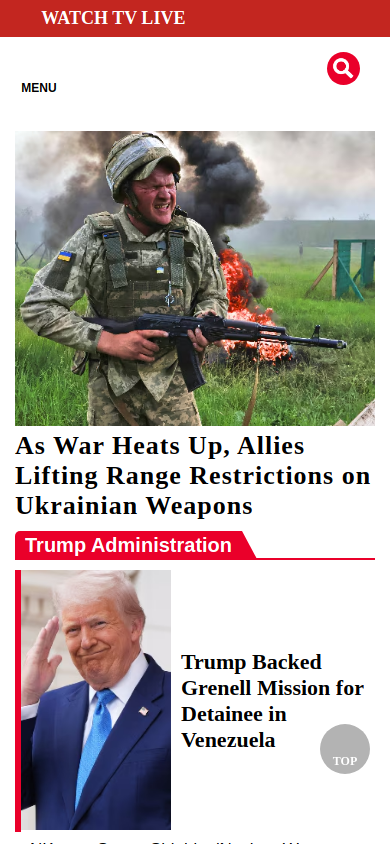 WATCH TV LIVE
MENU
As War Heats Up, Allies
Lifting Range Restrictions on
Ukrainian Weapons
Trump Administration
Trump Backed
Grenell Mission for
Detainee in
Venezuela
TOP